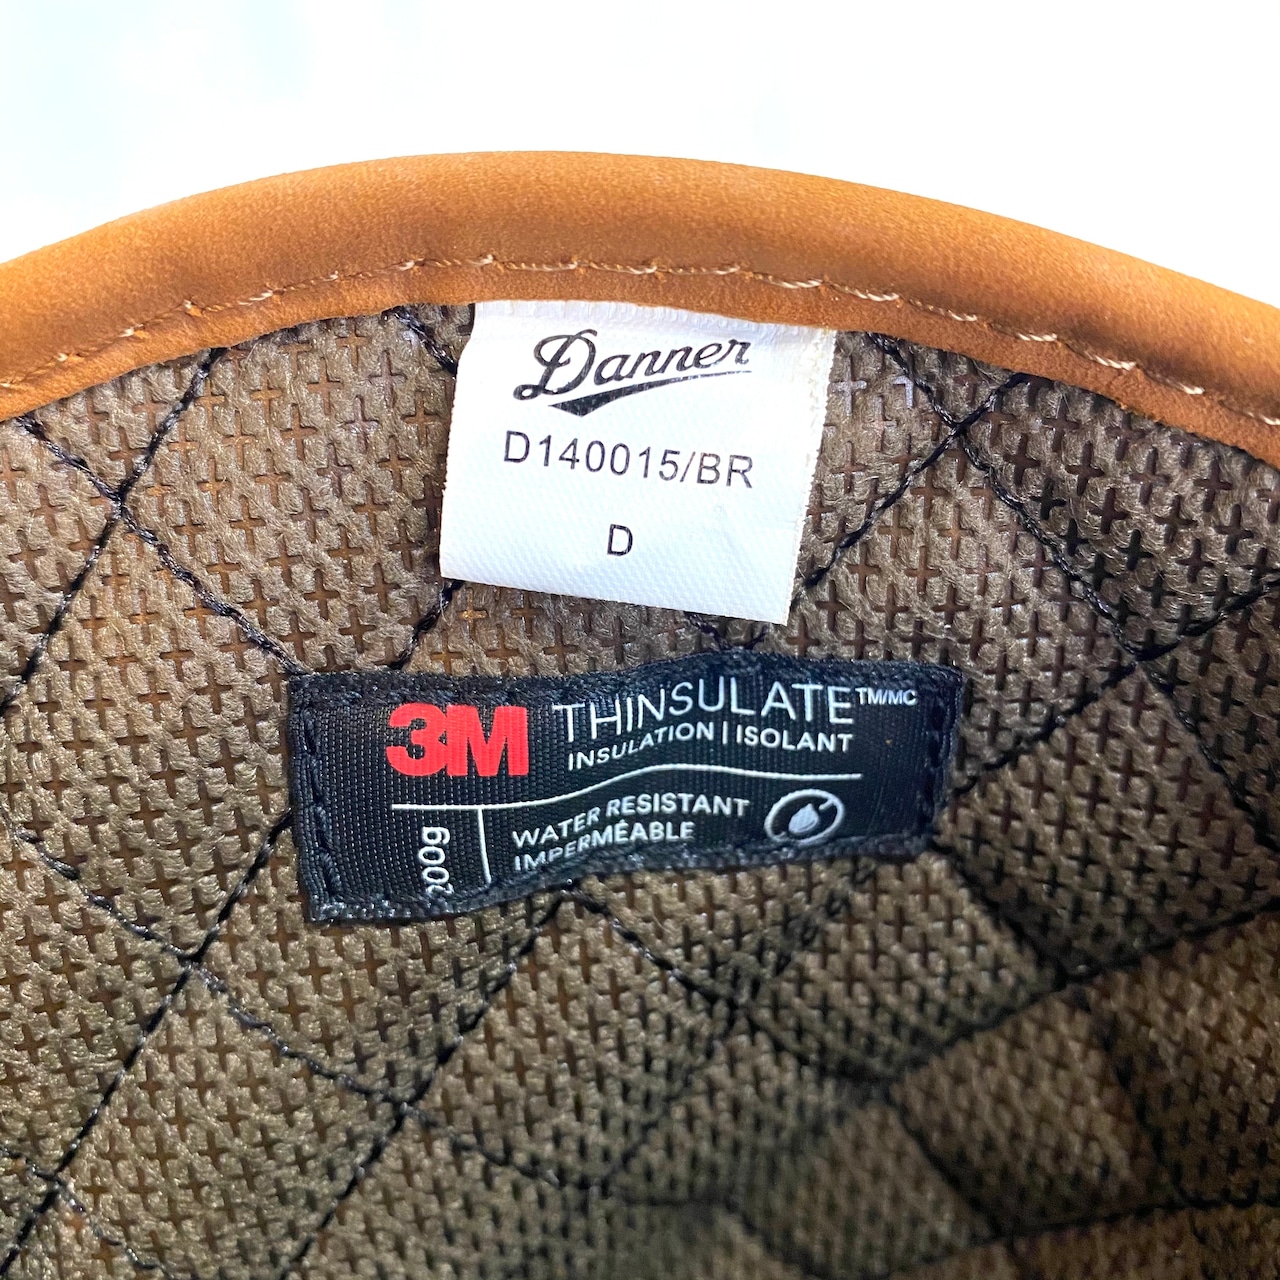 Danner
D140015/BR
D
3M THINSULATE™/MC
INSULATION | ISOLANT
200g
WATER RESISTANT
IMPERMÉABLE